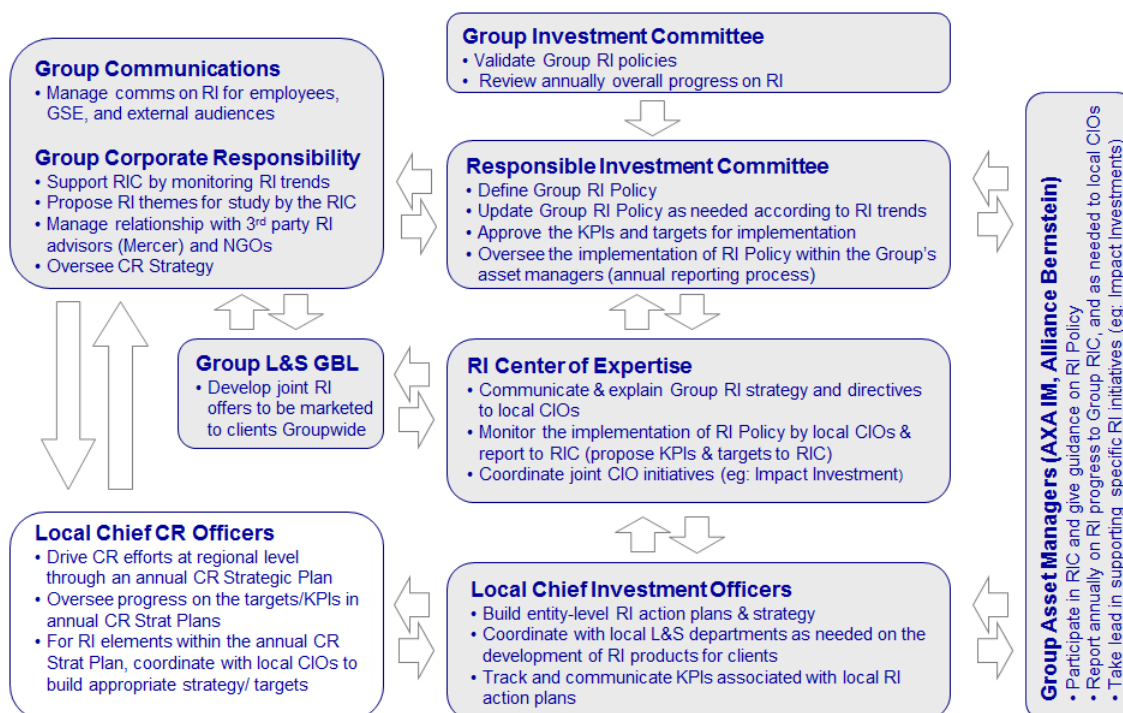 Group Investment Committee
• Validate Group RI policies
• Review annually overall progress on RI
Group Communications
• Manage comms on RI for employees,
GSE, and external audiences
Group Corporate Responsibility
• Support RIC by monitoring RI trends
• Propose RI themes for study by the RIC
• Manage relationship with 3rd party RI
advisors (Mercer) and NGOs
• Oversee CR Strategy
Responsible Investment Committee
• Define Group RI Policy
• Update Group RI Policy as needed according to RI trends
• Approve the KPIs and targets for implementation
• Oversee the implementation of RI Policy within the Group's
asset managers (annual reporting process)
Group L&S GBL
• Develop joint RI
offers to be marketed
to clients Groupwide
RI Center of Expertise
• Communicate & explain Group RI strategy and directives
to local CIOs
• Monitor the implementation of RI Policy by local CIOs &
report to RIC (propose KPIs & targets to RIC)
• Coordinate joint CIO initiatives (eg: Impact Investment)
Local Chief CR Officers
• Drive CR efforts at regional level
through an annual CR Strategic Plan
• Oversee progress on the targets/KPIs in
annual CR Strat Plans
• For RI elements within the annual CR
Strat Plan, coordinate with local CIOs to
build appropriate strategy/ targets
Local Chief Investment Officers
• Build entity-level RI action plans & strategy
• Coordinate with local L&S departments as needed on the
development of RI products for clients
• Track and communicate KPIs associated with local RI
action plans
Group Asset Managers (AXA IM, Alliance Bernstein)
• Participate in RIC and give guidance on RI Policy
• Report annually on RI progress to Group RIC, and as needed to local CIOs
• Take lead in supporting specific RI initiatives (eg: Impact Investments)